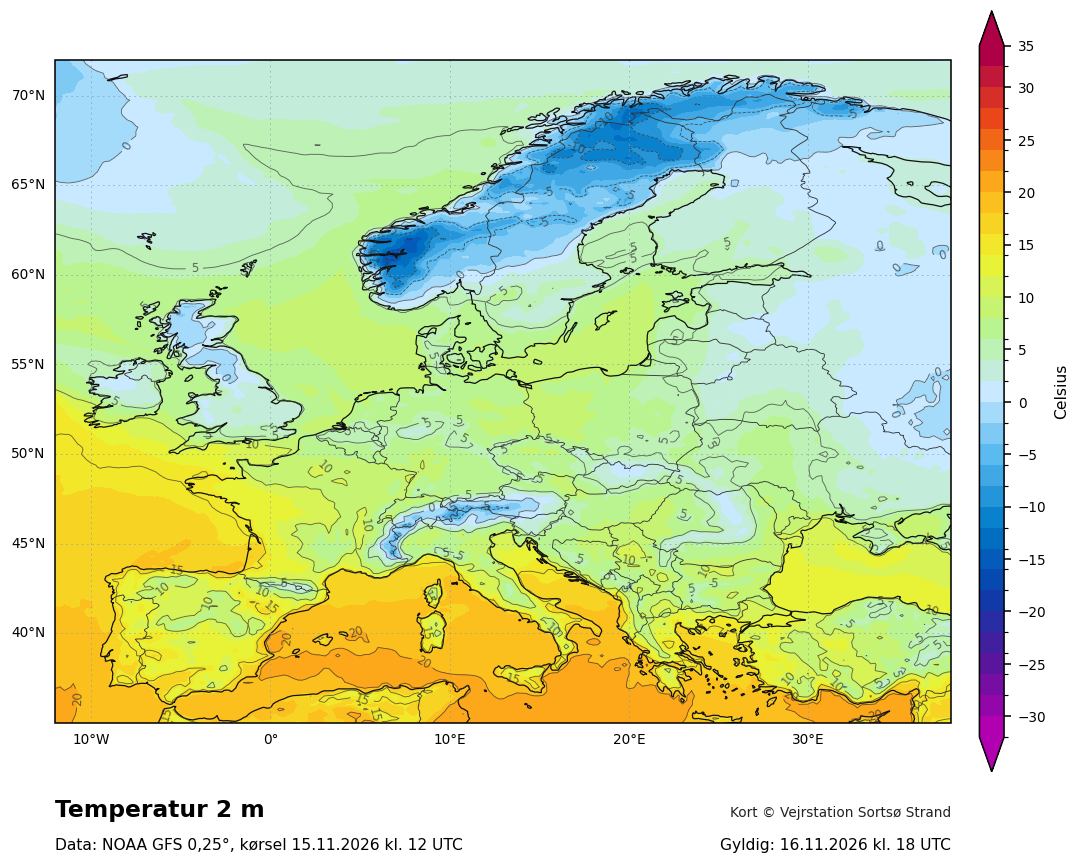 70°N
65°N
60°N
55°N
50°N
45°N
40°N
10°W
0°
10°E
20°E
30°E
35
30
25
20
15
10
5
0
−5
−10
−15
−20
−25
−30
Celsius
Temperatur 2 m
Kort © Vejrstation Sortsø Strand
Data: NOAA GFS 0,25°, kørsel 15.11.2026 kl. 12 UTC
Gyldig: 16.11.2026 kl. 18 UTC